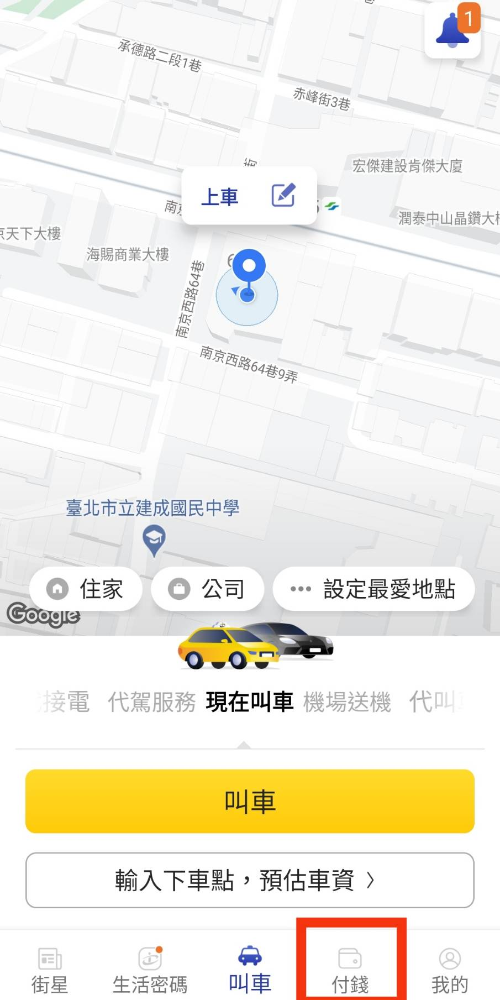 1
承德路二段1巷
赤峰街3巷
宏傑建設肯傑大廈
上車
南京
潤泰中山晶鑽大樓
京天下大樓
海賜商業大樓
6
南京西路64巷
南京西路64巷9弄
臺北市立建成國民中學
住家
公司
設定最愛地點
Google
接電
代駕服務
現在叫車
機場送機
代叫
叫車
輸入下車點，預估車資 〉
街星
生活密碼
叫車
付錢
我的